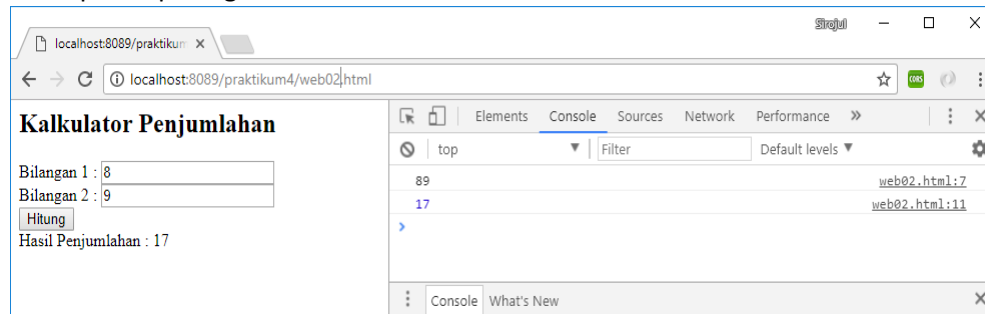 Sirojul
localhost:8089/praktikum
localhost:8089/praktikum4/web02.html
CORS
Kalkulator Penjumlahan
Bilangan 1 : 8
Bilangan 2 : 9
Hitung
Hasil Penjumlahan : 17
Elements Console Sources Network Performance »
top ▼ Filter Default levels ▼
89 web02.html:7
17 web02.html:11
>
Console What's New